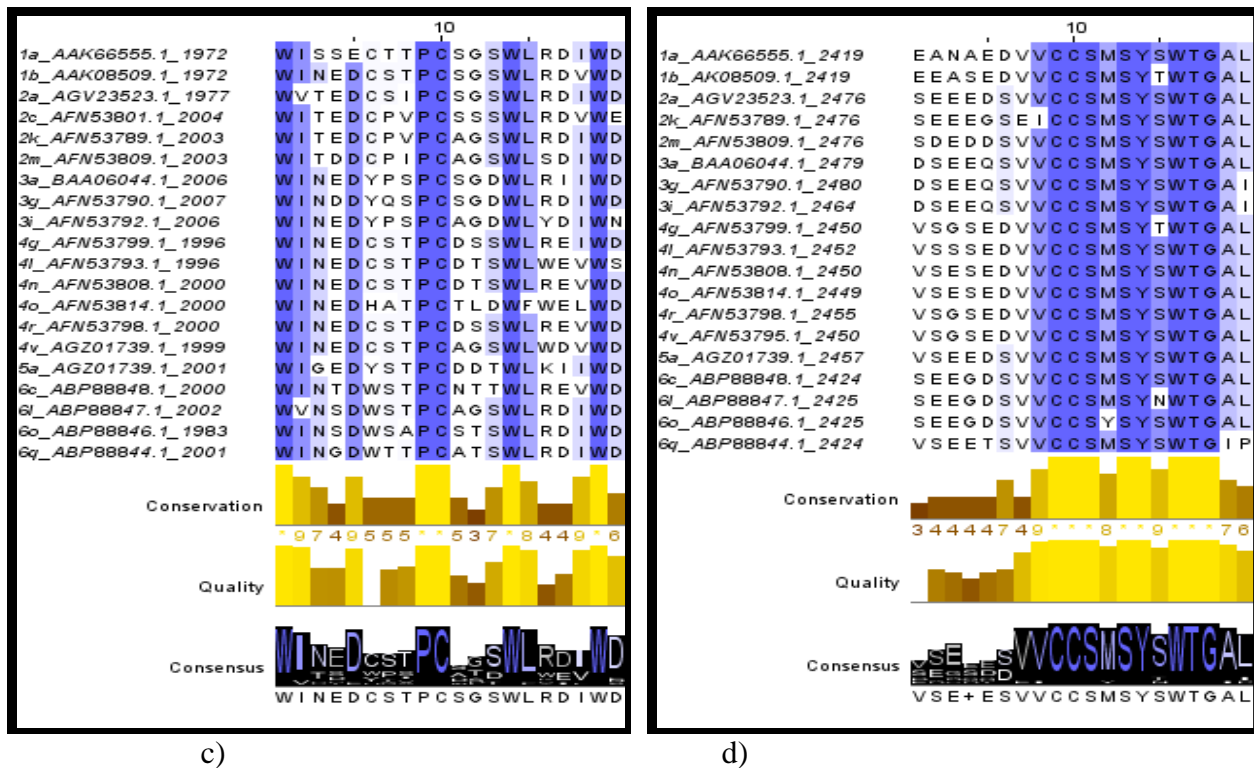 10
1a_AAK66555.1_1972 WISSECTTPCSGSWLRDIWD
1b_AAK08509.1_1972 WINEDCSTPCSGSWLRDVWD
2a_AGV23523.1_1977 WVTEDCSIPCSGSWLRDIWD
2c_AFN53801.1_2004 WITEDCPVPCSSSWLRDVWE
2k_AFN53789.1_2003 WITEDCPVPCAGSWLRDIWD
2m_AFN53809.1_2003 WITDDCPIPCAGSWLSDIWD
3a_BAA06044.1_2006 WINEDYPSPCSGDWLRIIWD
3g_AFN53790.1_2007 WINDDYQSPCSGDWLRDIWD
3i_AFN53792.1_2006 WINEDYPSPCAGDWLYDIWN
4g_AFN53799.1_1996 WINEDCSTPCDSSWLREIWD
4l_AFN53793.1_1996 WINEDCSTPCDTSWLWEVWS
4n_AFN53808.1_2000 WINEDCSTPCDTSWLREVWD
4o_AFN53814.1_2000 WINEDHATPCTLDWFWELWD
4r_AFN53798.1_2000 WINEDCSTPCDSSWLREVWD
4v_AGZ01739.1_1999 WINEDCSTPCAGSWLWDVWD
5a_AGZ01739.1_2001 WIGEDYSTPCDDTWLKIIWD
6c_ABP88848.1_2000 WINTDWSTPCNTTWLREVWD
6l_ABP88847.1_2002 WVNSDWSTPCAGSWLRDIWD
6o_ABP88846.1_1983 WINSDWSAPCSTSWLRDIWD
6q_ABP88844.1_2001 WINGDWTTPCATSWLRDIWD
Conservation
*9749555**537*8449*6
Quality
Consensus
WINEDCSTPCSGSWLRDIWD
c)
10
1a_AAK66555.1_2419 EANAEDVVCCSMSYSWTGAL
1b_AK08509.1_2419 EEASEDVVCCSMSYTWTGAL
2a_AGV23523.1_2476 SEEEDSVVCCSMSYSWTGAL
2k_AFN53789.1_2476 SEEEGSEICCSMSYSWTGAL
2m_AFN53809.1_2476 SDEDDSVVCCSMSYSWTGAL
3a_BAA06044.1_2479 DSEEQSVVCCSMSYSWTGAL
3g_AFN53790.1_2480 DSEEQSVVCCSMSYSWTGAI
3i_AFN53792.1_2464 DSEEQSVVCCSMSYSWTGAI
4g_AFN53799.1_2450 VSGSEDVVCCSMSYTWTGAL
4l_AFN53793.1_2452 VSSSEDVVCCSMSYSWTGAL
4n_AFN53808.1_2450 VSESEDVVCCSMSYSWTGAL
4o_AFN53814.1_2449 VSESEDVVCCSMSYSWTGAL
4r_AFN53798.1_2455 VSGSEDVVCCSMSYSWTGAL
4v_AFN53795.1_2450 VSGSEDVVCCSMSYSWTGAL
5a_AGZ01739.1_2457 VSEEDSVVCCSMSYSWTGAL
6c_ABP88848.1_2424 SEEGDSVVCCSMSYSWTGAL
6l_ABP88847.1_2425 SEEGDSVVCCSMSYNWTGAL
6o_ABP88846.1_2425 SEEGDSVVCCSYSYSWTGAL
6q_ABP88844.1_2424 VSEETSVVCCSMSYSWTGIP
Conservation
34444749***8**9***76
Quality
Consensus
VSE+ESVVCCSMSYSWTGAL
d)